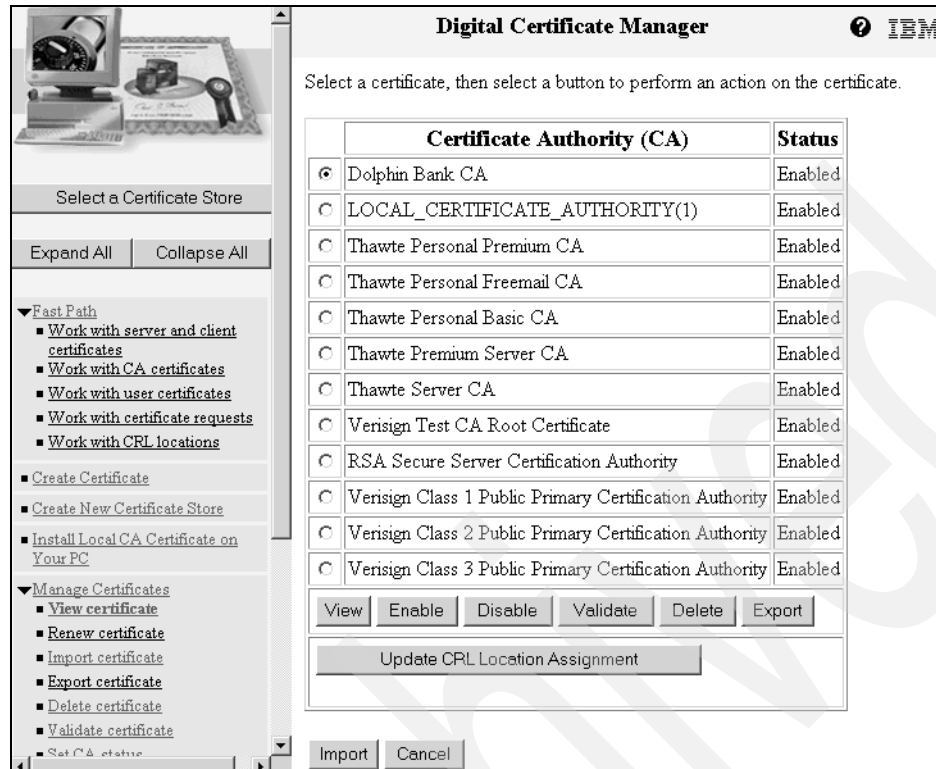 Select a Certificate Store
Expand All
Collapse All
Fast Path
Work with server and client
certificates
Work with CA certificates
Work with user certificates
Work with certificate requests
Work with CRL locations
Create Certificate
Create New Certificate Store
Install Local CA Certificate on
Your PC
Manage Certificates
View certificate
Renew certificate
Import certificate
Export certificate
Delete certificate
Validate certificate
Set CA status
Digital Certificate Manager
? IBM
Select a certificate, then select a button to perform an action on the certificate.
Certificate Authority (CA) Status
Dolphin Bank CA Enabled
LOCAL_CERTIFICATE_AUTHORITY(1) Enabled
Thawte Personal Premium CA Enabled
Thawte Personal Freemail CA Enabled
Thawte Personal Basic CA Enabled
Thawte Premium Server CA Enabled
Thawte Server CA Enabled
Verisign Test CA Root Certificate Enabled
RSA Secure Server Certification Authority Enabled
Verisign Class 1 Public Primary Certification Authority Enabled
Verisign Class 2 Public Primary Certification Authority Enabled
Verisign Class 3 Public Primary Certification Authority Enabled
View Enable Disable Validate Delete Export
Update CRL Location Assignment
Import Cancel